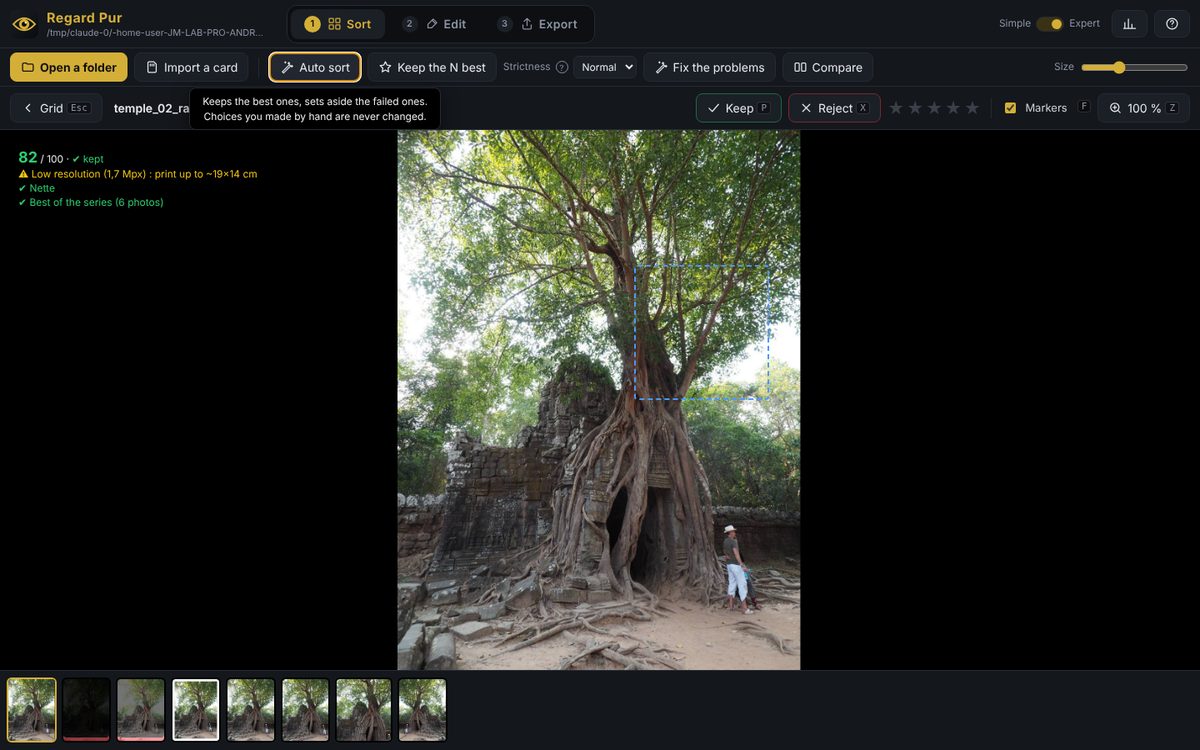 Regard Pur
/tmp/claude-0/-home-user-JM-LAB-PRO-ANDR...
1 Sort
2 Edit
3 Export
Simple Expert
Open a folder
Import a card
Auto sort
Keep the N best
Strictness ?
Normal
Fix the problems
Compare
Size
Grid Esc
temple_02_ra
Keep P
Reject X
Markers F
100 % Z
Keeps the best ones, sets aside the failed ones.
Choices you made by hand are never changed.
82 / 100 · ✔ kept
⚠ Low resolution (1,7 Mpx) : print up to ~19×14 cm
✔ Nette
✔ Best of the series (6 photos)